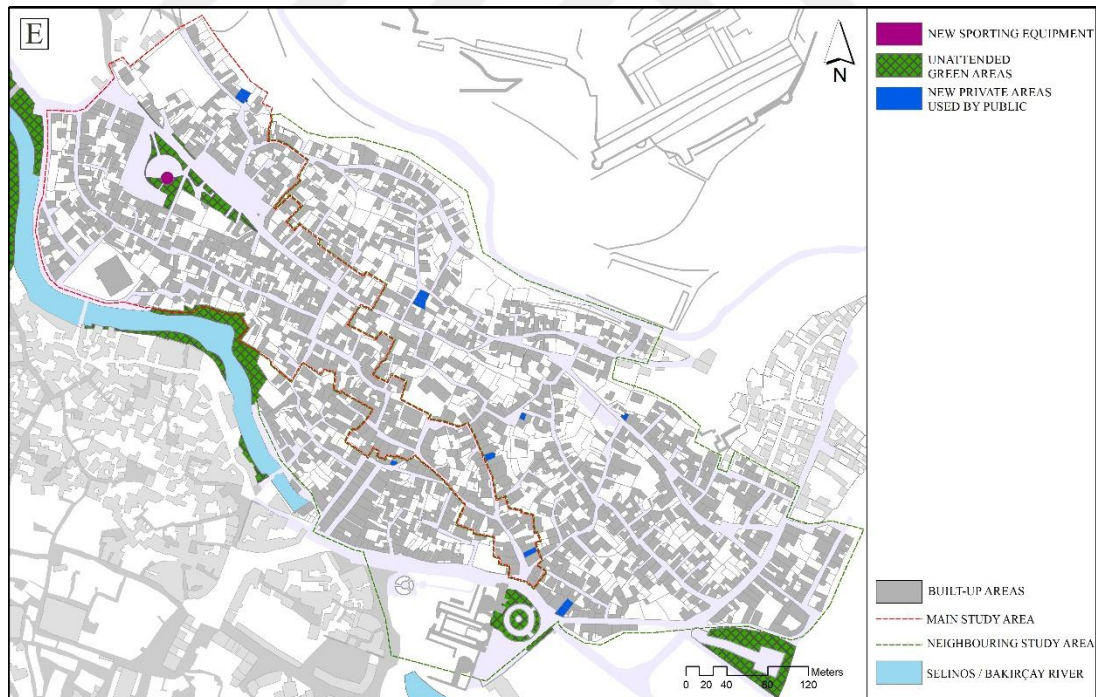 E
N
NEW SPORTING EQUIPMENT
UNATTENDED
GREEN AREAS
NEW PRIVATE AREAS
USED BY PUBLIC
BUILT-UP AREAS
MAIN STUDY AREA
NEIGHBOURING STUDY AREA
SELINOS / BAKIRÇAY RIVER
Meters
0 20 40 80 120